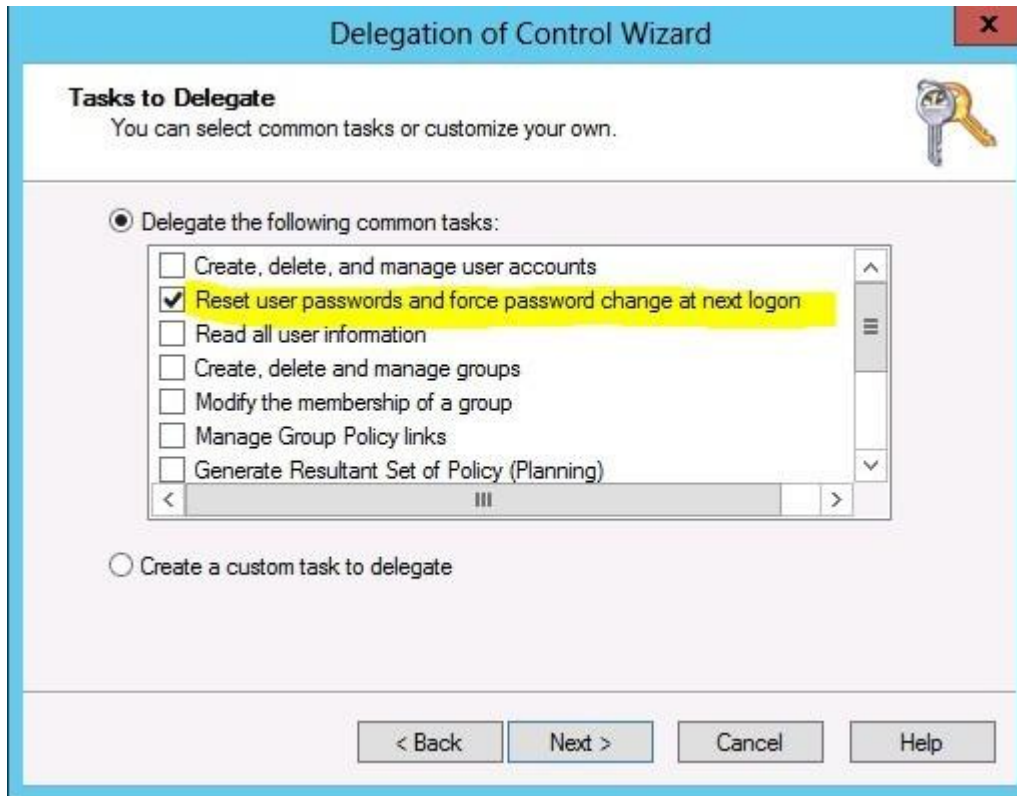 Delegation of Control Wizard
x
Tasks to Delegate
You can select common tasks or customize your own.
Delegate the following common tasks:
Create, delete, and manage user accounts
Reset user passwords and force password change at next logon
Read all user information
Create, delete and manage groups
Modify the membership of a group
Manage Group Policy links
Generate Resultant Set of Policy (Planning)
Create a custom task to delegate
< Back Next > Cancel Help